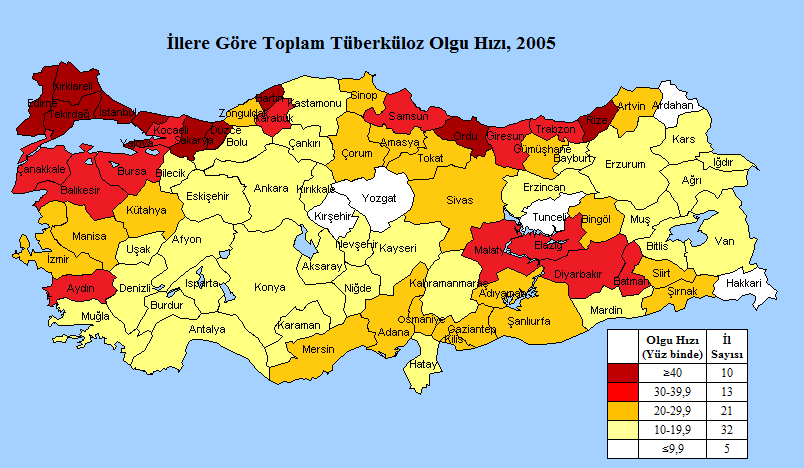 İllere Göre Toplam Tüberküloz Olgu Hızı, 2005
Kırklareli
Edirne
Tekirdağ
İstanbul
Kocaeli
Yalova
Sakarya
Düzce
Zonguldak
Bartın
Karabük
Kastamonu
Sinop
Samsun
Ordu
Giresun
Trabzon
Rize
Artvin
Ardahan
Gümüşhane
Bayburt
Kars
Iğdır
Ağrı
Erzurum
Erzincan
Bolu
Çankırı
Çorum
Amasya
Tokat
Çanakkale
Bursa
Bilecik
Balıkesir
Eskişehir
Ankara
Kırıkkale
Yozgat
Sivas
Tunceli
Bingöl
Muş
Kütahya
Kırşehir
Manisa
Uşak
Afyon
Nevşehir
Kayseri
Malatya
Elazığ
Bitlis
Van
İzmir
Aksaray
Diyarbakır
Batman
Siirt
Şırnak
Hakkari
Aydın
Denizli
Isparta
Konya
Niğde
Kahramanmaraş
Adıyaman
Mardin
Burdur
Muğla
Antalya
Karaman
Mersin
Adana
Osmaniye
Gaziantep
Kilis
Şanlıurfa
Hatay
Olgu Hızı (Yüz binde) İl Sayısı
≥40 10
30-39,9 13
20-29,9 21
10-19,9 32
≤9,9 5